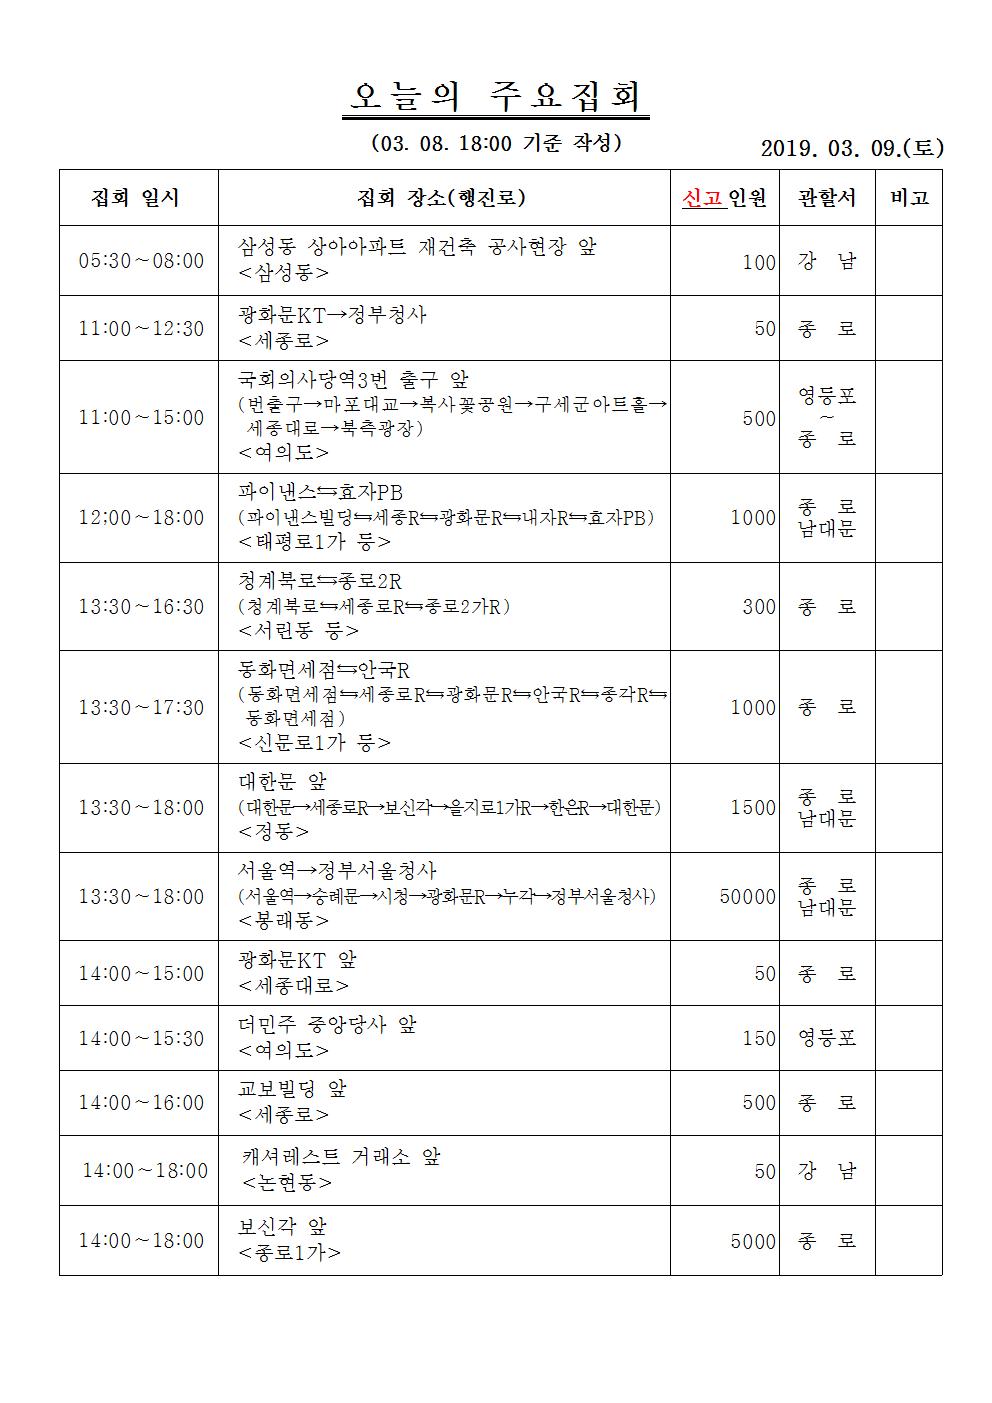 오늘의 주요집회
(03. 08. 18:00 기준 작성)
2019. 03. 09.(토)
집회 일시 집회 장소(행진로) 신고인원 관할서 비고
05:30~08:00 삼성동 상아아파트 재건축 공사현장 앞 100 강 남
<삼성동>
11:00~12:30 광화문KT→정부청사 50 종 로
<세종로>
11:00~15:00 국회의사당역3번 출구 앞 500 영등포
(번출구→마포대교→복사꽃공원→구세군아트홀→ ~
세종대로→북측광장) 종 로
<여의도>
12;00~18:00 파이낸스⇆효자PB 1000 종 로
(파이낸스빌딩⇆세종R⇆광화문R⇆내자R⇆효자PB) 남대문
<태평로1가 등>
13:30~16:30 청계북로⇆종로2R 300 종 로
(청계북로⇆세종로R⇆종로2가R)
<서린동 등>
13:30~17:30 동화면세점⇆안국R 1000 종 로
(동화면세점⇆세종로R⇆광화문R⇆안국R⇆종각R⇆
동화면세점)
<신문로1가 등>
13:30~18:00 대한문 앞 1500 종 로
(대한문→세종로R→보신각→을지로1가R→한은R→대한문) 남대문
<정동>
13:30~18:00 서울역→정부서울청사 50000 종 로
(서울역→숭례문→시청→광화문R→누각→정부서울청사) 남대문
<봉래동>
14:00~15:00 광화문KT 앞 50 종 로
<세종대로>
14:00~15:30 더민주 중앙당사 앞 150 영등포
<여의도>
14:00~16:00 교보빌딩 앞 500 종 로
<세종로>
14:00~18:00 캐셔레스트 거래소 앞 50 강 남
<논현동>
14:00~18:00 보신각 앞 5000 종 로
<종로1가>